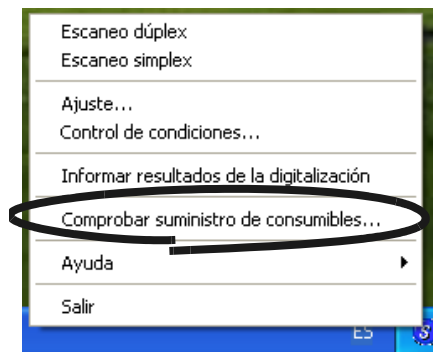 Escaneo dúplex
Escaneo simplex
Ajuste...
Control de condiciones...
Informar resultados de la digitalización
Comprobar suministro de consumibles...
Ayuda
Salir
ES
S